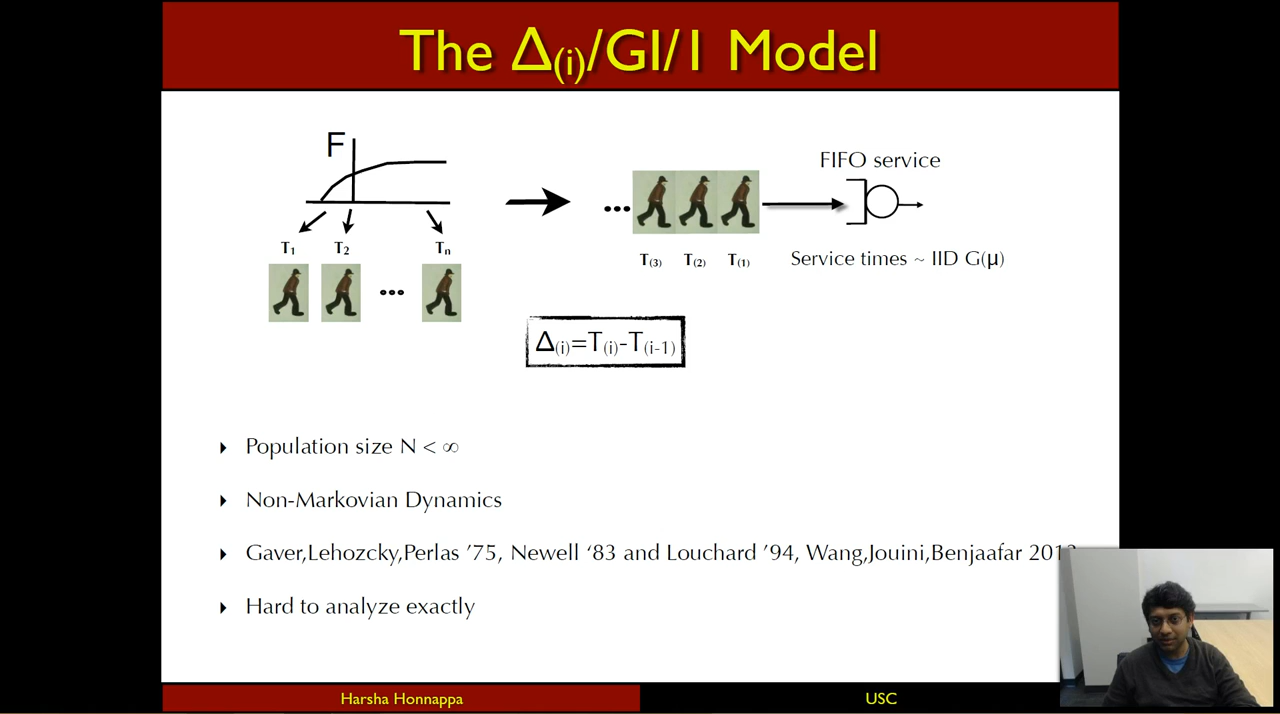 The Δ(i)/GI/1 Model
F
T1 T2 ... Tn
... T(3) T(2) T(1)
FIFO service
Service times ~ IID G(μ)
Δ(i)=T(i)-T(i-1)
Population size N < ∞
Non-Markovian Dynamics
Gaver,Lehozcky,Perlas '75, Newell '83 and Louchard '94, Wang,Jouini,Benjaafar
Hard to analyze exactly
Harsha Honnappa
USC